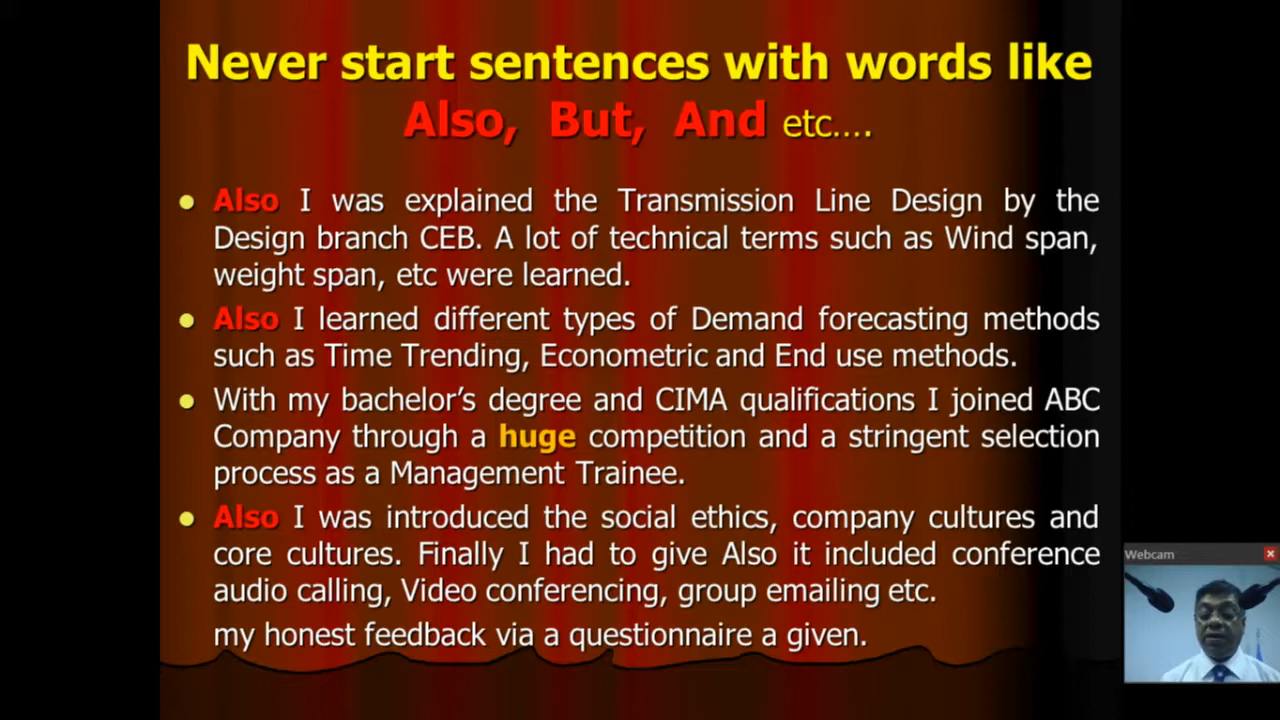 Never start sentences with words like
Also, But, And etc....
Also I was explained the Transmission Line Design by the
Design branch CEB. A lot of technical terms such as Wind span,
weight span, etc were learned.
Also I learned different types of Demand forecasting methods
such as Time Trending, Econometric and End use methods.
With my bachelor’s degree and CIMA qualifications I joined ABC
Company through a huge competition and a stringent selection
process as a Management Trainee.
Also I was introduced the social ethics, company cultures and
core cultures. Finally I had to give Also it included conference
audio calling, Video conferencing, group emailing etc.
my honest feedback via a questionnaire a given.
Webcam